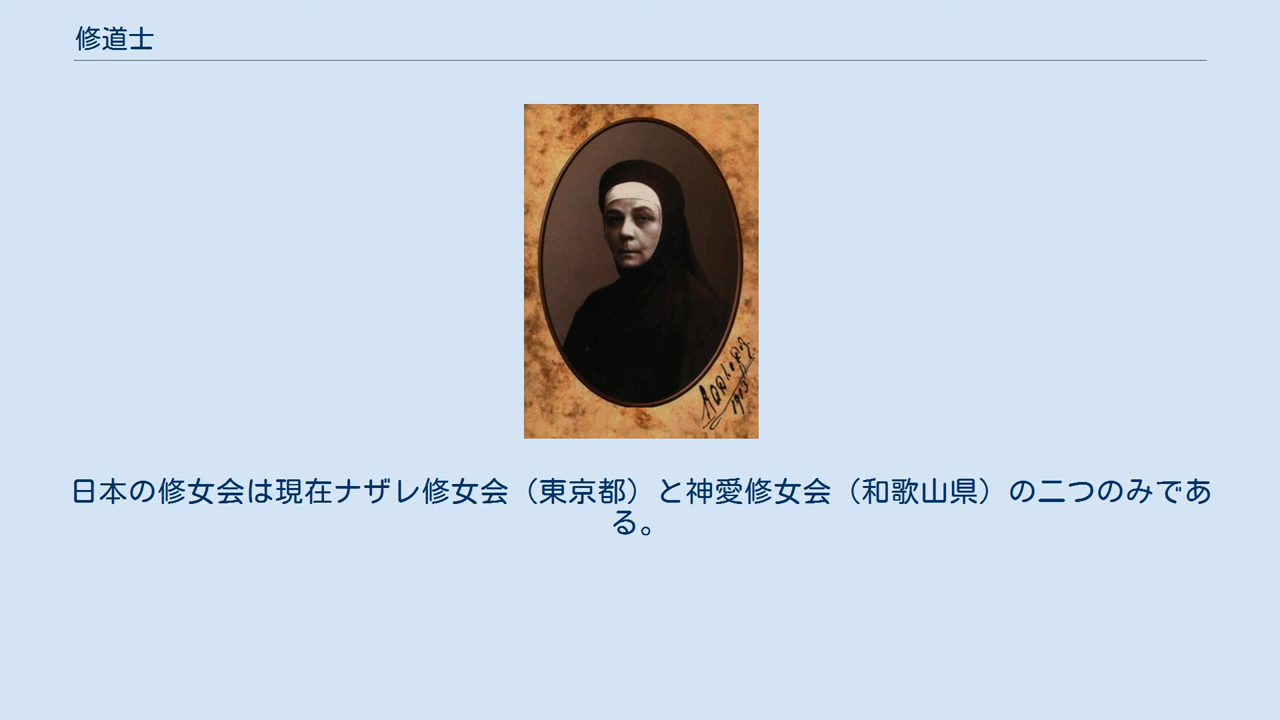 修道士
1913
日本の修女会は現在ナザレ修女会（東京都）と神愛修女会（和歌山県）の二つのみであ
る。